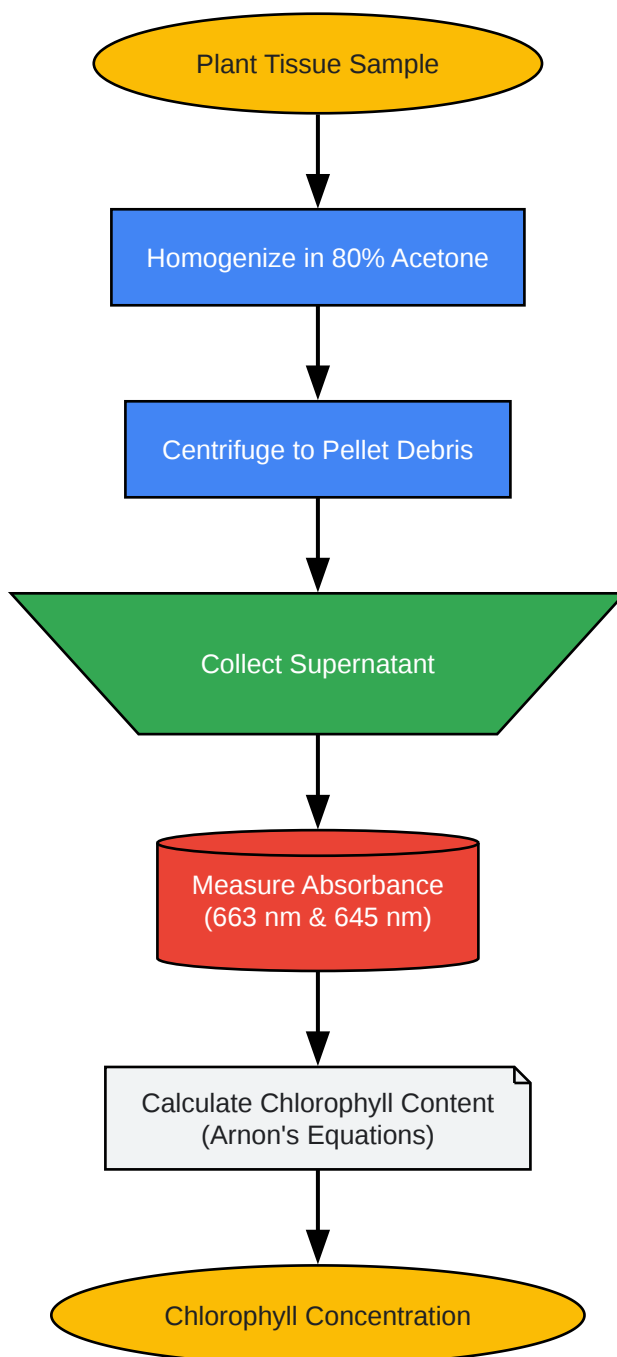 Plant Tissue Sample
Homogenize in 80% Acetone
Centrifuge to Pellet Debris
Collect Supernatant
Measure Absorbance
(663 nm & 645 nm)
Calculate Chlorophyll Content
(Arnon's Equations)
Chlorophyll Concentration